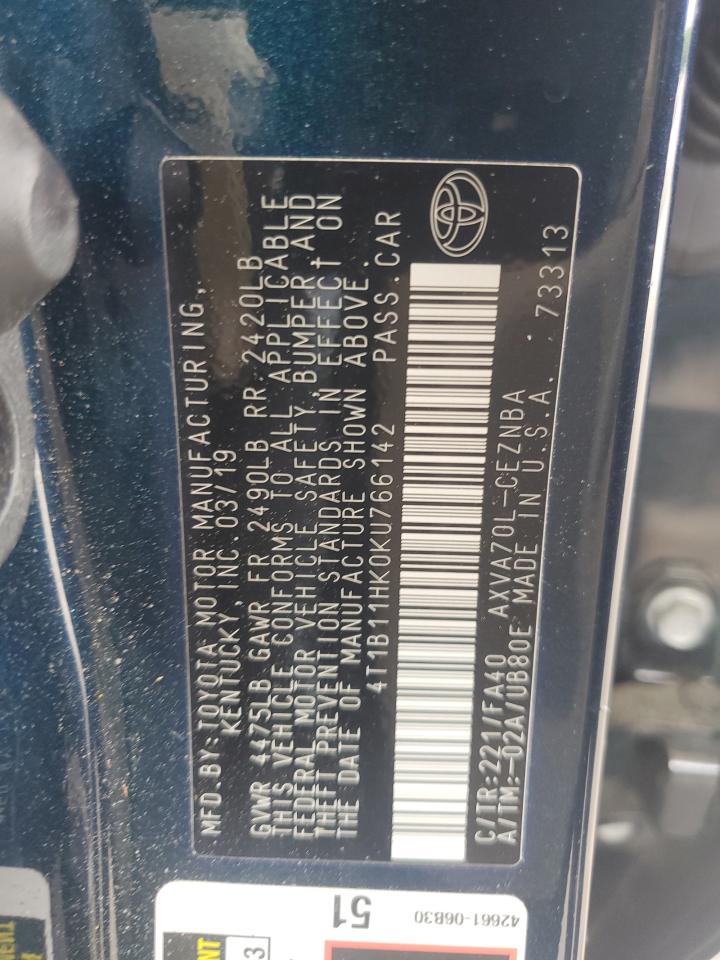 MFD.BY:TOYOTA MOTOR MANUFACTURING,
KENTUCKY, INC.03/19
GVWR 4475LB GAWR FR 2490LB RR 2420LB
THIS VEHICLE CONFORMS TO ALL APPLICABLE
FEDERAL MOTOR VEHICLE SAFETY, BUMPER AND
THEFT PREVENTION STANDARDS IN EFFECT ON
THE DATE OF MANUFACTURE SHOWN ABOVE.
4T1B11HK0KU766142 PASS.CAR
C/TR:221/FA40 AXVA70L-CEZNBA
A/TM:-02A/UB80E MADE IN U.S.A. 73313
51
42661-06B30
3